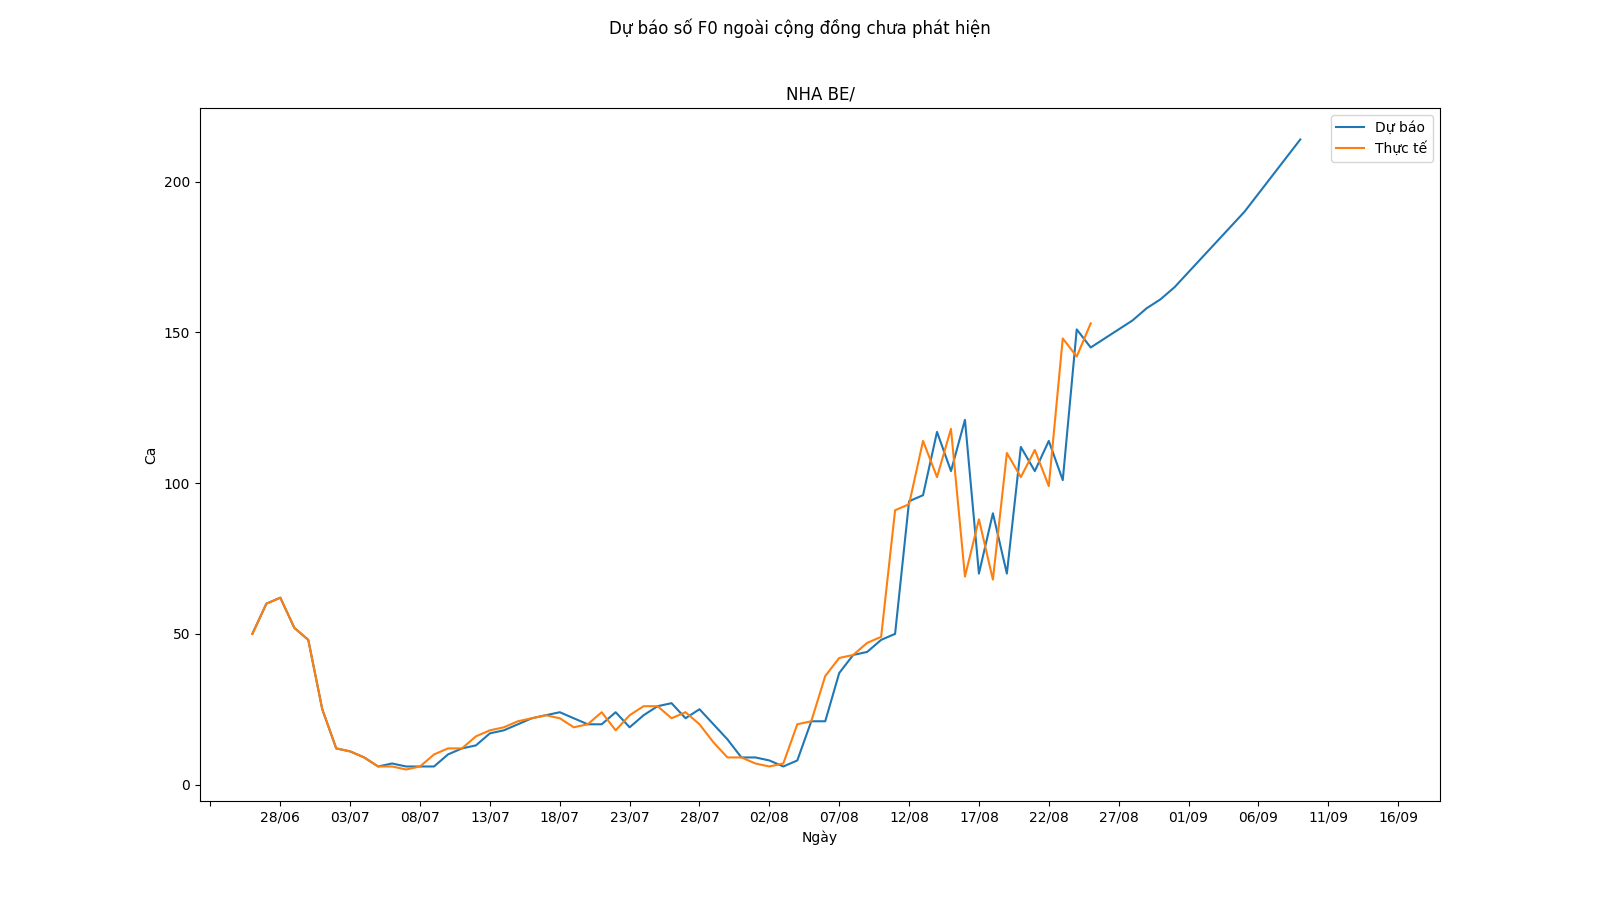 Dự báo số F0 ngoài cộng đồng chưa phát hiện
NHA BE/
Dự báo
Thực tế
200
150
100
50
0
Ca
28/06 03/07 08/07 13/07 18/07 23/07 28/07 02/08 07/08 12/08 17/08 22/08 27/08 01/09 06/09 11/09 16/09
Ngày